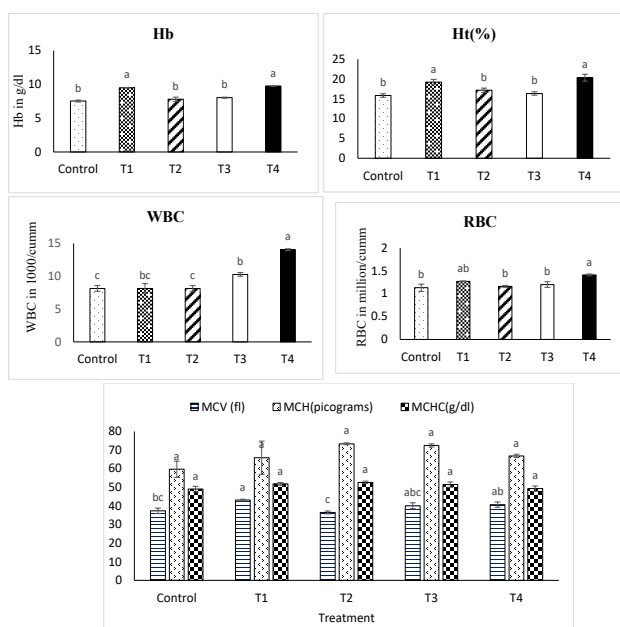 Hb
Hb in g/dl
15
10
5
0
b
a
b
b
a
Control T1 T2 T3 T4
Ht(%)
25
20
15
10
5
0
b
a
b
b
a
Control T1 T2 T3 T4
WBC
WBC in 1000/cumm
15
10
5
0
c
bc
c
b
a
Control T1 T2 T3 T4
RBC
RBC in million/cumm
2
1.5
1
0.5
0
b
ab
b
b
a
Control T1 T2 T3 T4
MCV (fl) MCH(picograms) MCHC(g/dl)
80
70
60
50
40
30
20
10
0
bc a a
a a a
c a a
abc a a
ab a a
Control T1 T2 T3 T4
Treatment